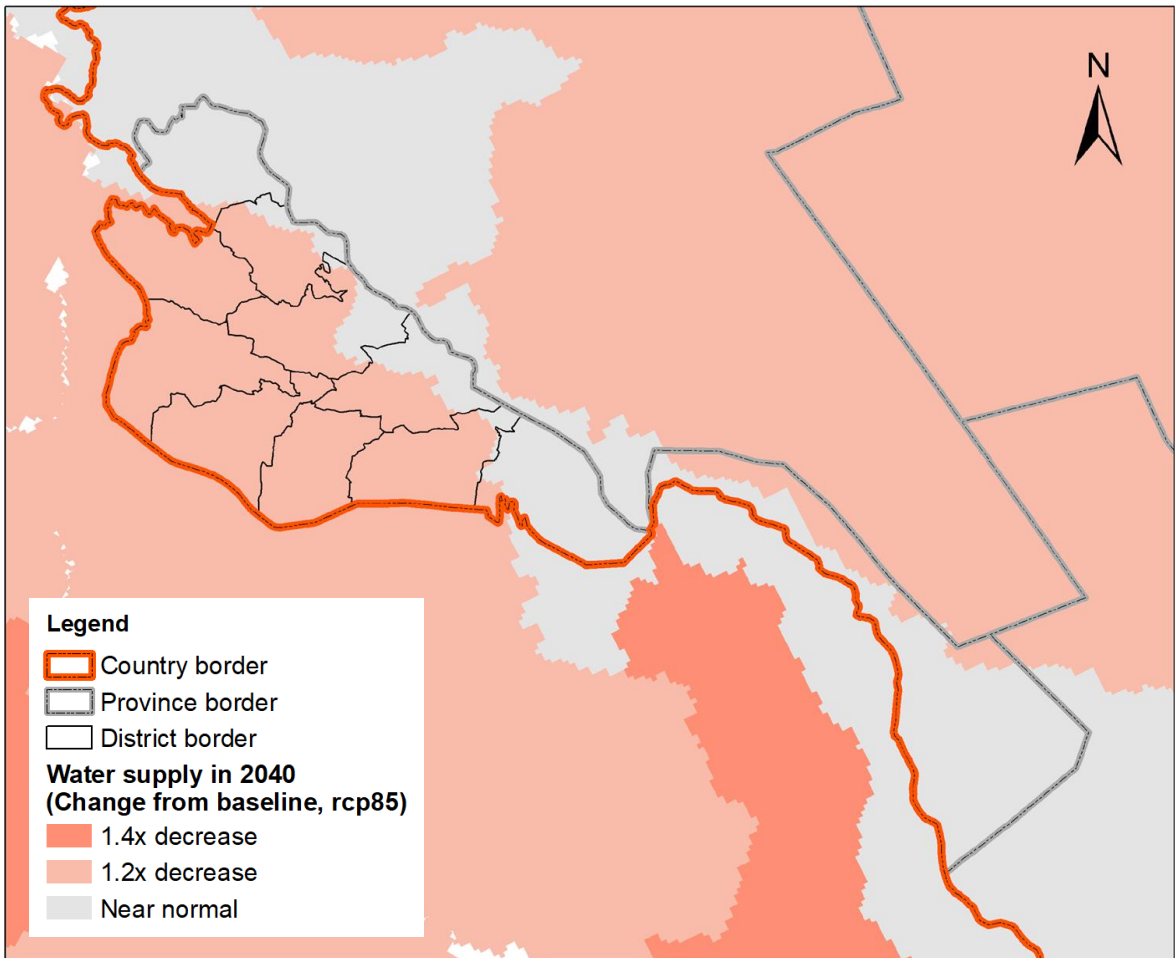 N
Legend
Country border
Province border
District border
Water supply in 2040
(Change from baseline, rcp85)
1.4x decrease
1.2x decrease
Near normal